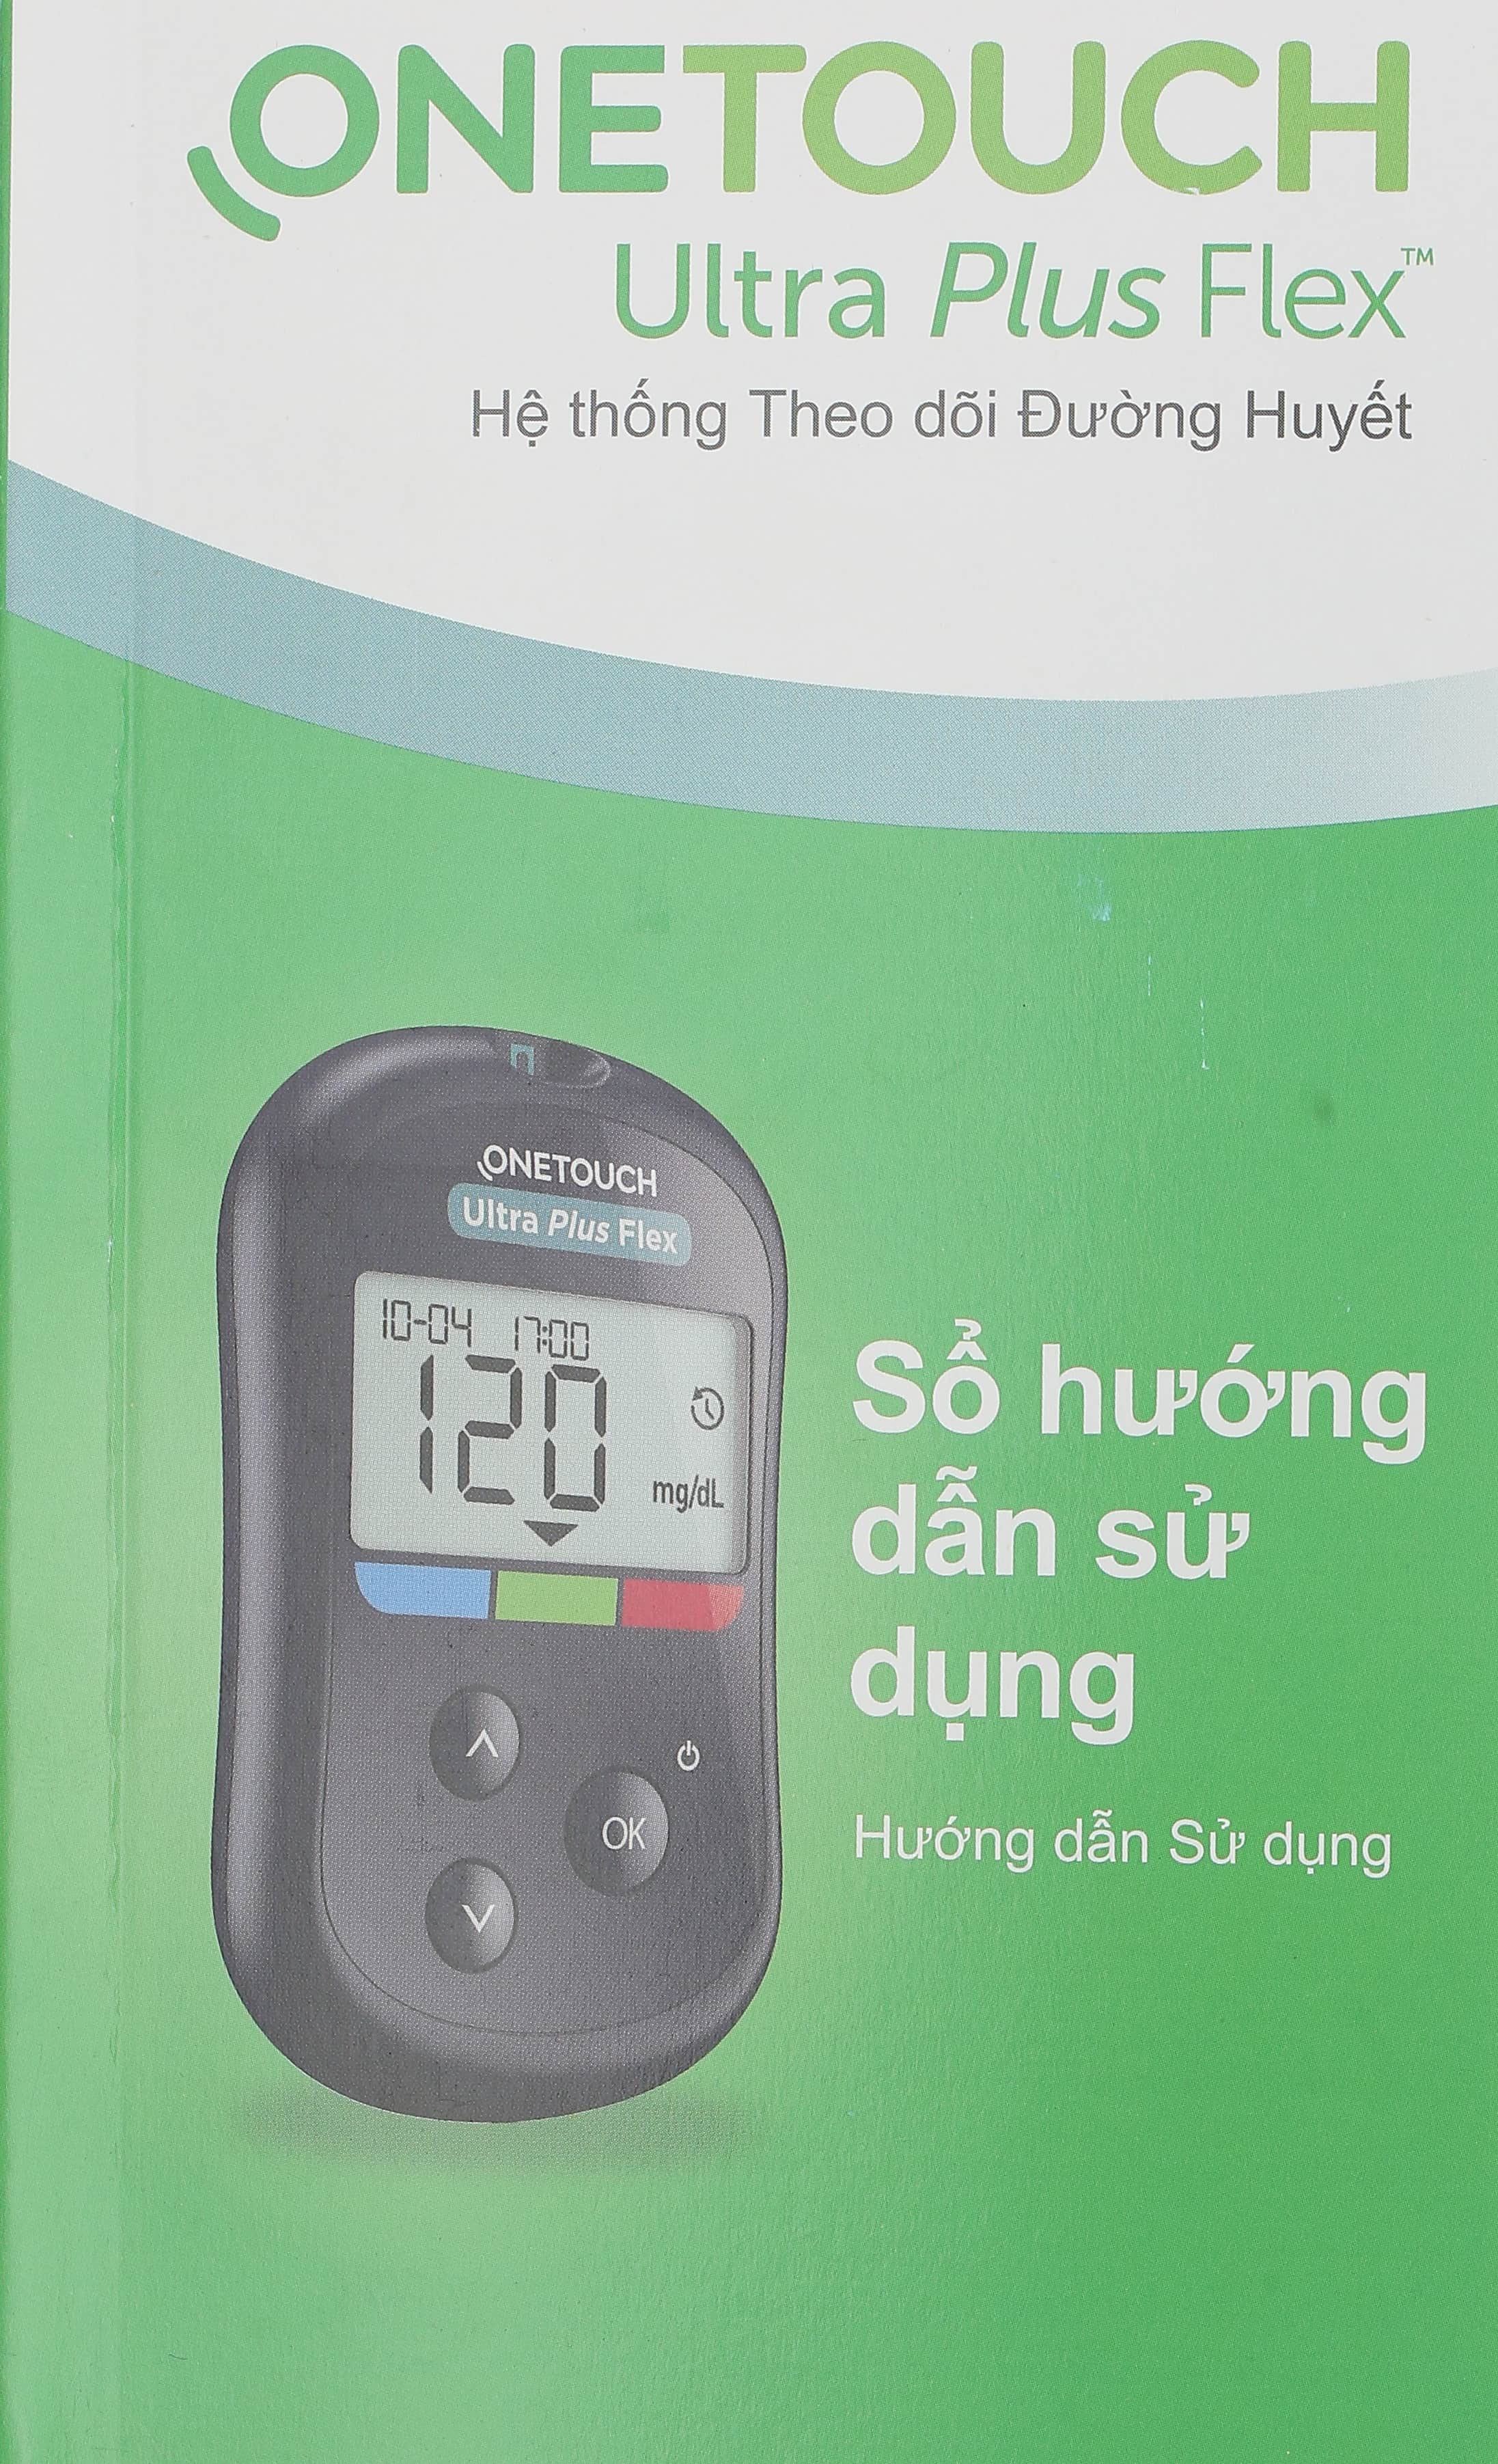 ONETOUCH
Ultra Plus Flex™
Hệ thống Theo dõi Đường Huyết
ONETOUCH
Ultra Plus Flex
10-04 17:00
120
mg/dL
OK
Sổ hướng
dẫn sử
dụng
Hướng dẫn Sử dụng